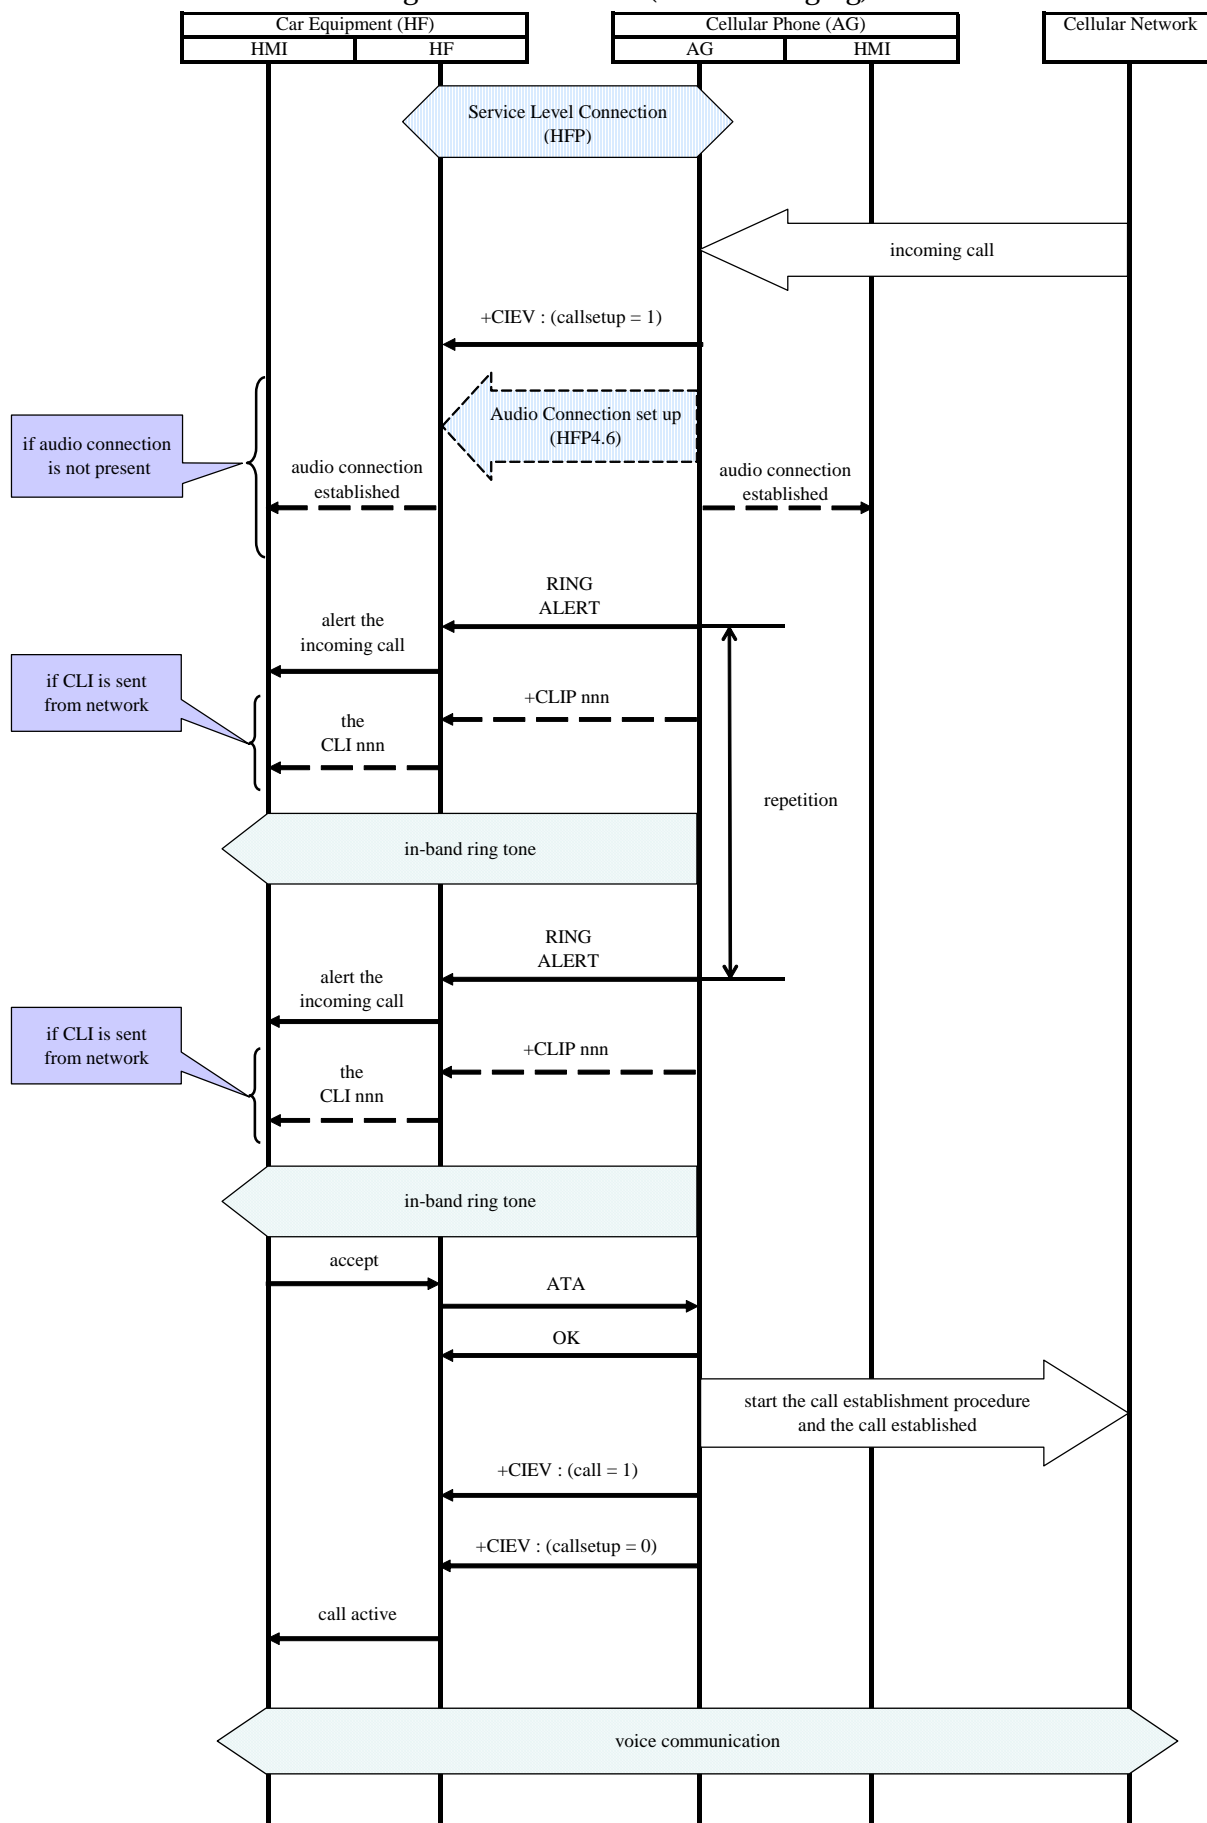 Car Equipment (HF)
Cellular Phone (AG)
Cellular Network
HMI
HF
AG
HMI
Service Level Connection
(HFP)
incoming call
+CIEV : (callsetup = 1)
Audio Connection set up
(HFP4.6)
if audio connection
is not present
audio connection
established
audio connection
established
RING
ALERT
alert the
incoming call
if CLI is sent
from network
+CLIP nnn
the
CLI nnn
repetition
in-band ring tone
RING
ALERT
alert the
incoming call
if CLI is sent
from network
+CLIP nnn
the
CLI nnn
in-band ring tone
accept
ATA
OK
start the call establishment procedure
and the call established
+CIEV : (call = 1)
+CIEV : (callsetup = 0)
call active
voice communication